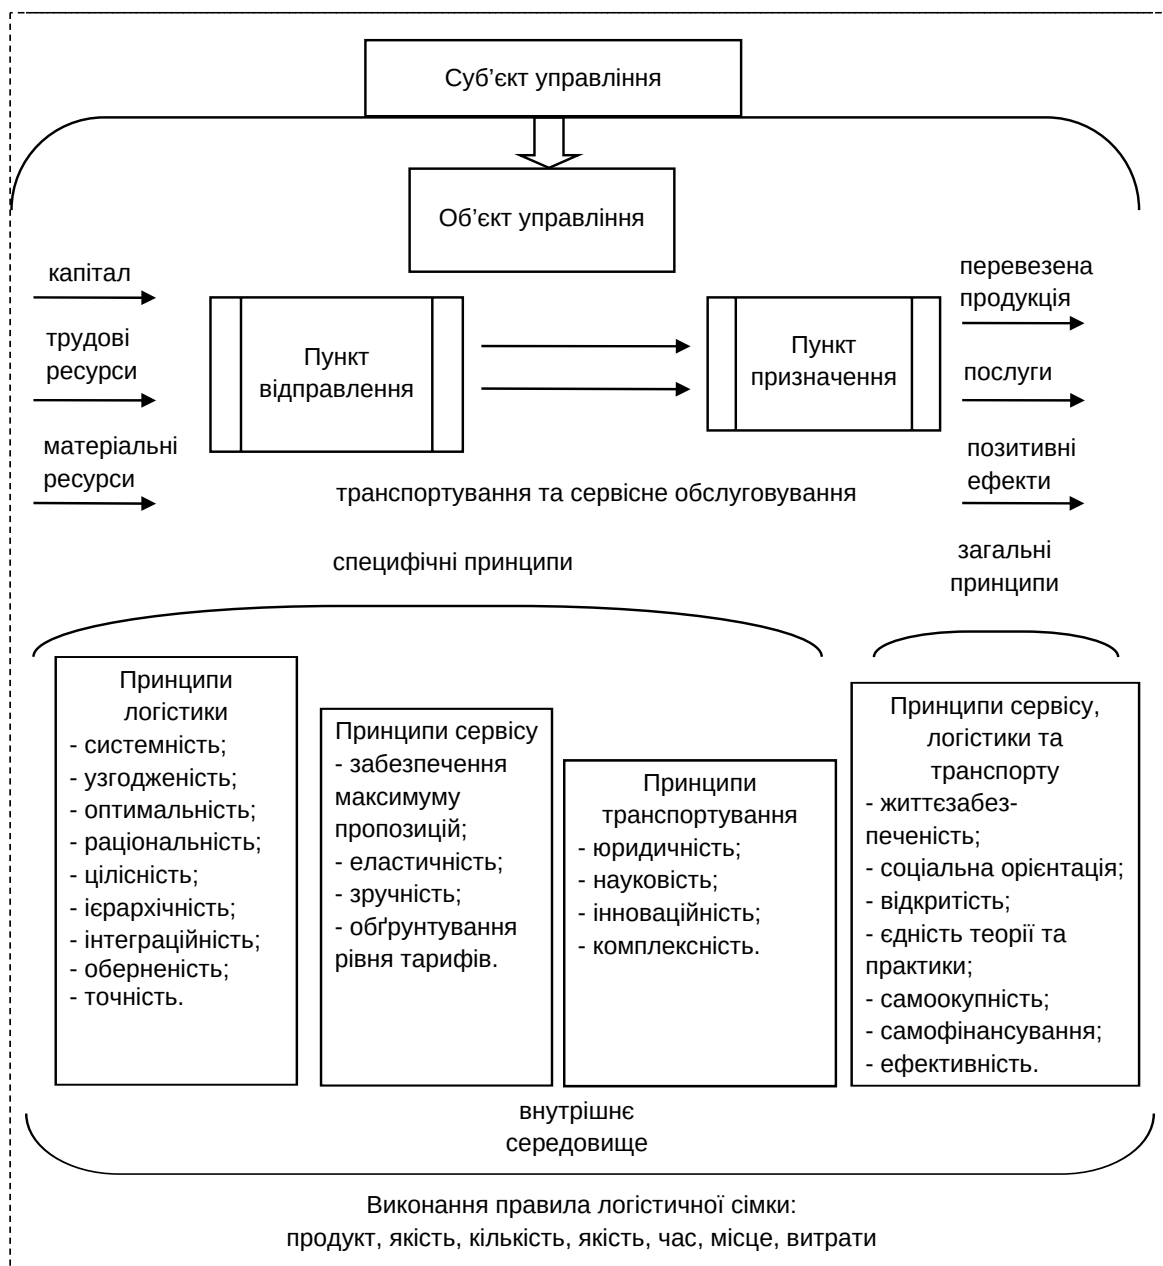 Суб’єкт управління
Об’єкт управління
капітал
трудові
ресурси
матеріальні
ресурси
Пункт
відправлення
Пункт
призначення
перевезена
продукція
послуги
позитивні
ефекти
транспортування та сервісне обслуговування
специфічні принципи
загальні
принципи
Принципи
логістики
- системність;
- узгодженість;
- оптимальність;
- раціональність;
- цілісність;
- ієрархічність;
- інтеграційність;
- оберненість;
- точність.
Принципи сервісу
- забезпечення
максимуму
пропозицій;
- еластичність;
- зручність;
- обґрунтування
рівня тарифів.
Принципи
транспортування
- юридичність;
- науковість;
- інноваційність;
- комплексність.
Принципи сервісу,
логістики та
транспорту
- життєзабез-
печеність;
- соціальна орієнтація;
- відкритість;
- єдність теорії та
практики;
- самоокупність;
- самофінансування;
- ефективність.
внутрішнє
середовище
Виконання правила логістичної сімки:
продукт, якість, кількість, якість, час, місце, витрати